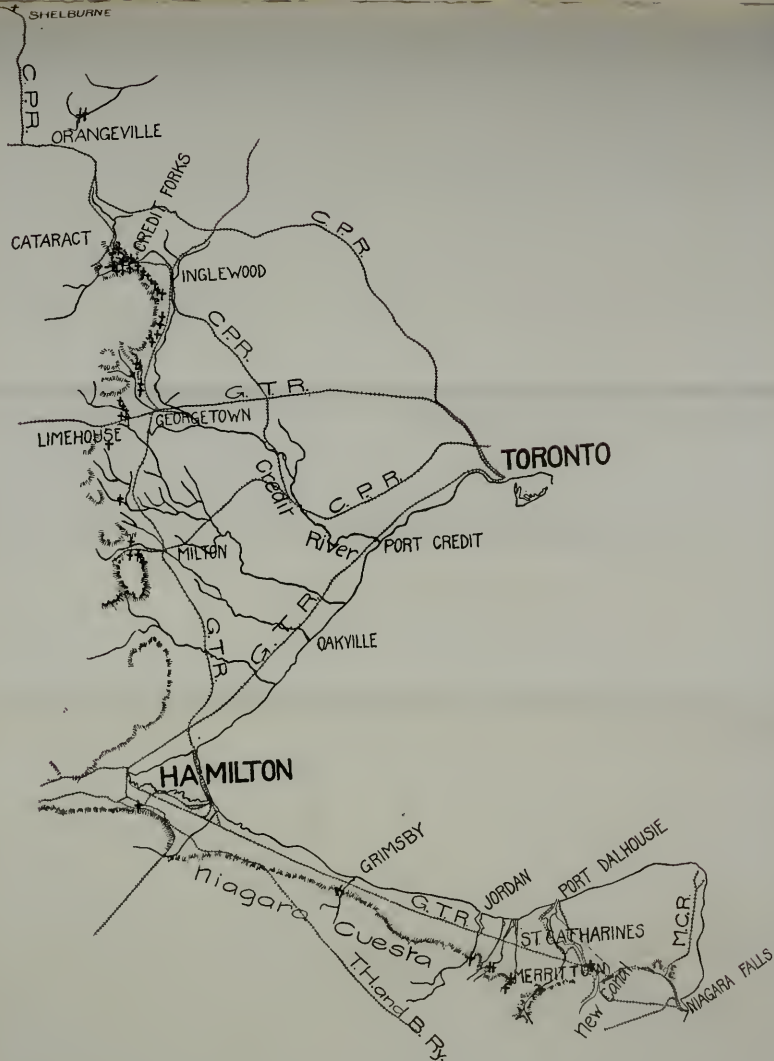 SHELBURNE
C.P.R.
ORANGEVILLE
CREDIT FORKS
CATARACT
C.P.R.
INGLEWOOD
C.P.R.
G.T.R.
GEORGETOWN
LIMEHOUSE
TORONTO
Credit
River
C.P.R.
PORT CREDIT
MILTON
G.T.R.
G.T.R.
OAKVILLE
HAMILTON
GRIMSBY
Niagara
Cuesta
G.T.R.
JORDAN
PORT DALHOUSIE
ST. CATHARINES
M.C.R.
MERRITTON
New Canal
NIAGARA FALLS
T.H. and B. Ry.